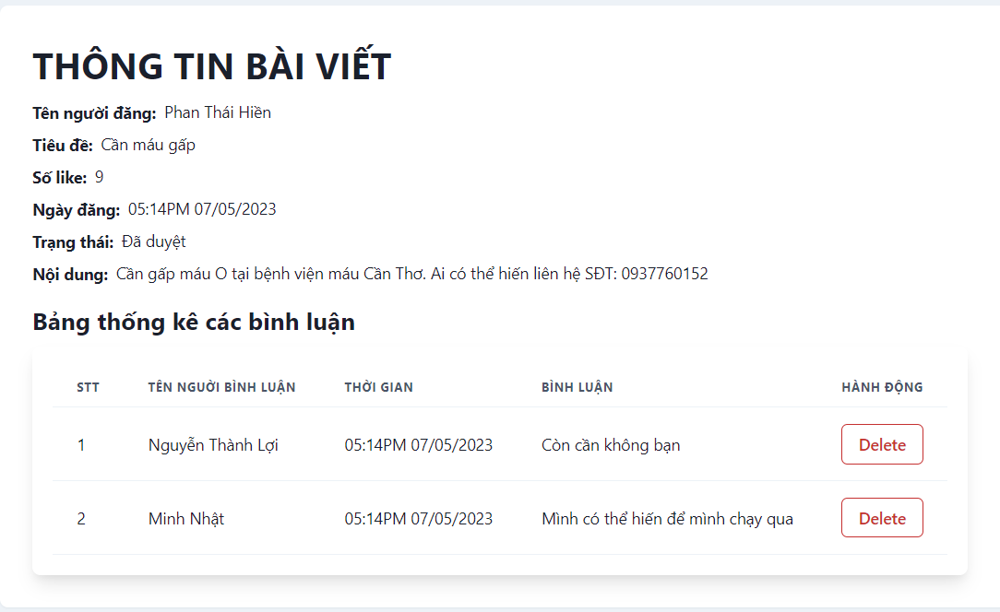 THÔNG TIN BÀI VIẾT
Tên người đăng: Phan Thái Hiền
Tiêu đề: Cần máu gấp
Số like: 9
Ngày đăng: 05:14PM 07/05/2023
Trạng thái: Đã duyệt
Nội dung: Cần gấp máu O tại bệnh viện máu Cần Thơ. Ai có thể hiến liên hệ SĐT: 0937760152
Bảng thống kê các bình luận
STT TÊN NGUỜI BÌNH LUẬN THỜI GIAN BÌNH LUẬN HÀNH ĐỘNG
1 Nguyễn Thành Lợi 05:14PM 07/05/2023 Còn cần không bạn Delete
2 Minh Nhật 05:14PM 07/05/2023 Mình có thể hiến để mình chạy qua Delete